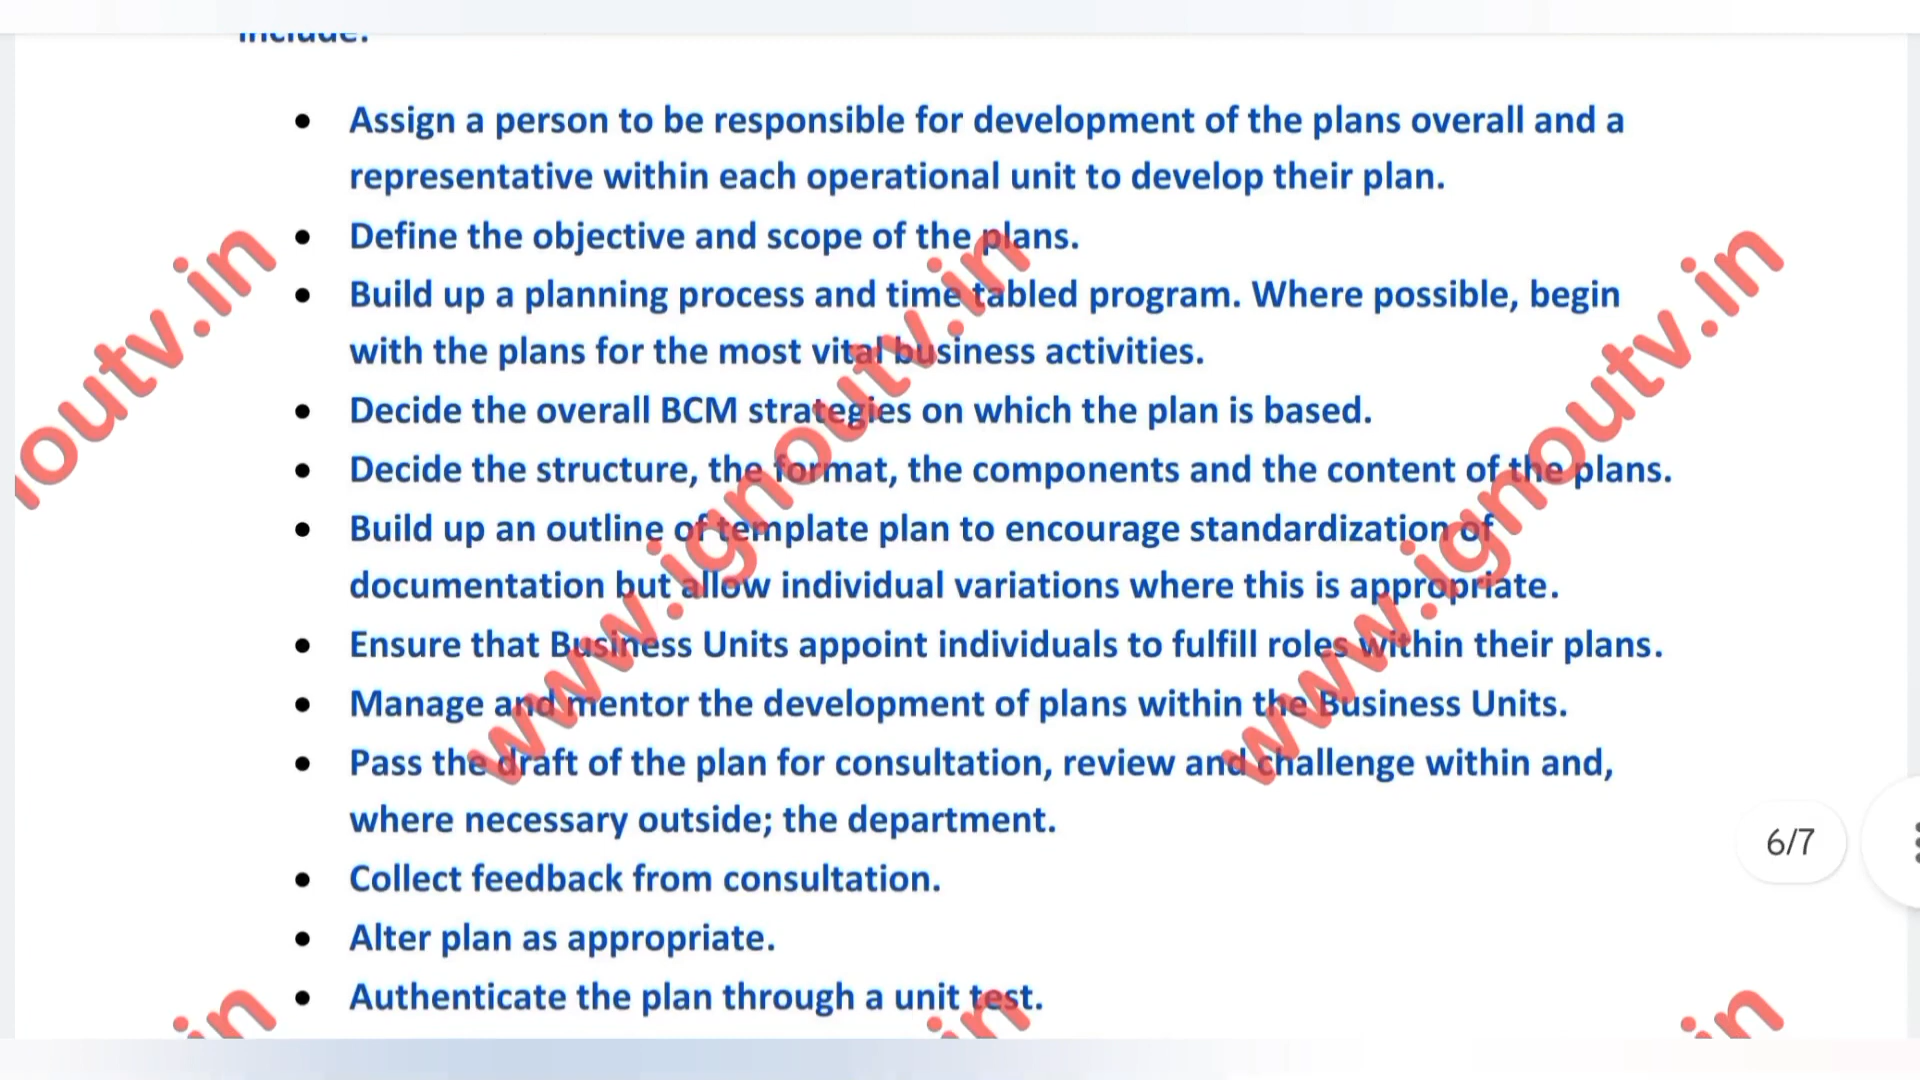 include:
• Assign a person to be responsible for development of the plans overall and a
representative within each operational unit to develop their plan.
• Define the objective and scope of the plans.
• Build up a planning process and time tabled program. Where possible, begin
with the plans for the most vital business activities.
• Decide the overall BCM strategies on which the plan is based.
• Decide the structure, the format, the components and the content of the plans.
• Build up an outline of template plan to encourage standardization of
documentation but allow individual variations where this is appropriate.
• Ensure that Business Units appoint individuals to fulfill roles within their plans.
• Manage and mentor the development of plans within the Business Units.
• Pass the draft of the plan for consultation, review and challenge within and,
where necessary outside; the department.
• Collect feedback from consultation.
• Alter plan as appropriate.
• Authenticate the plan through a unit test.
6/7
noutv.in
www.ignoutv.in
www.ignoutv.in
in
in
in